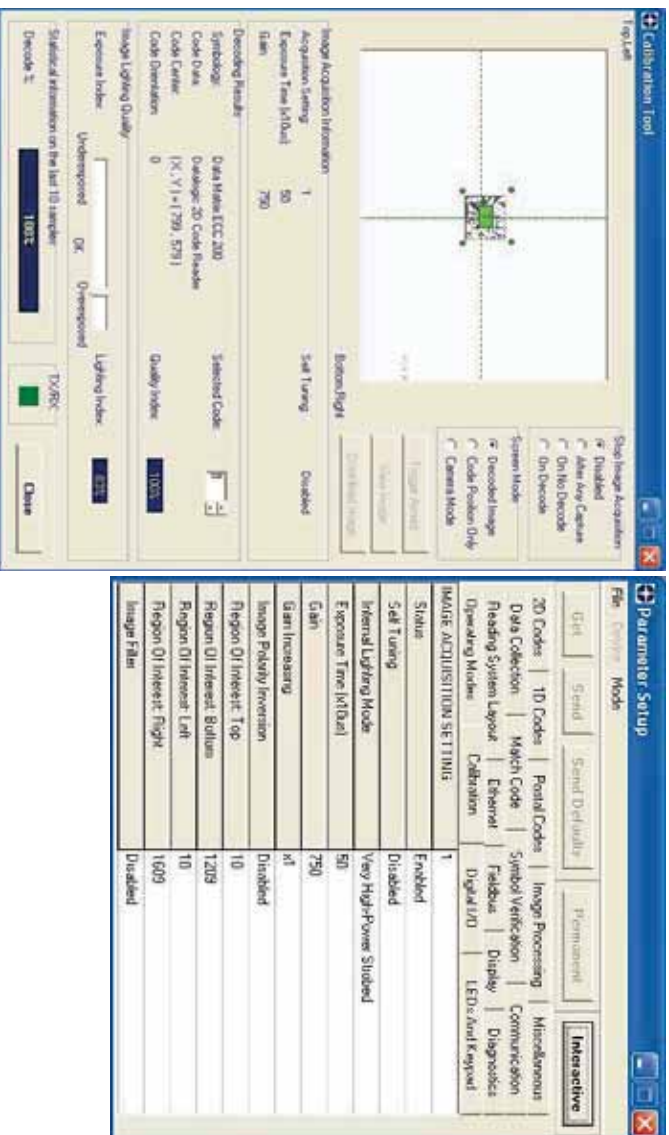 Calibration Tool
Top,Left
Bottom,Right
Stop Image Acquisition
Disabled
After Any Capture
On No Decode
On Decode
Screen Mode
Decoded Image
Code Position Only
Camera Mode
Download Image
Image Acquisition Information
Acquisition Setting: 1 Self Tuning: Disabled
Exposure Time (x10us): 50
Gain: 750
Decoding Results
Symbology: Data Matrix ECC 200 Selected Code:
Code Data: Datalogic 2D Code Reader
Code Center: (X,Y)=(799,579)
Code Orientation: 0 Quality Index: 100%
Image Lighting Quality
Exposure Index: Lighting Index: 83%
Underexposed OK Overexposed
Statistical information on the last 10 samples
Decode %: 100% TX/RX: Close
Parameter Setup
File Device Mode
Get Send Send Defaults Permanent Interactive
2D Codes 1D Codes Postal Codes Image Processing Miscellaneous
Data Collection Match Code Symbol Verification Communication
Reading System Layout Ethernet Fieldbus Display Diagnostics
Operating Modes Calibration Digital I/O LEDs And Keypad
IMAGE ACQUISITION SETTING 1
Status Enabled
Self Tuning Disabled
Internal Lighting Mode Very High-Power Strobed
Exposure Time (x10us) 50
Gain 750
Gain Increasing x1
Image Polarity Inversion Disabled
Region Of Interest: Top 10
Region Of Interest: Bottom 1209
Region Of Interest: Left 10
Region Of Interest: Right 1609
Image Filter Disabled